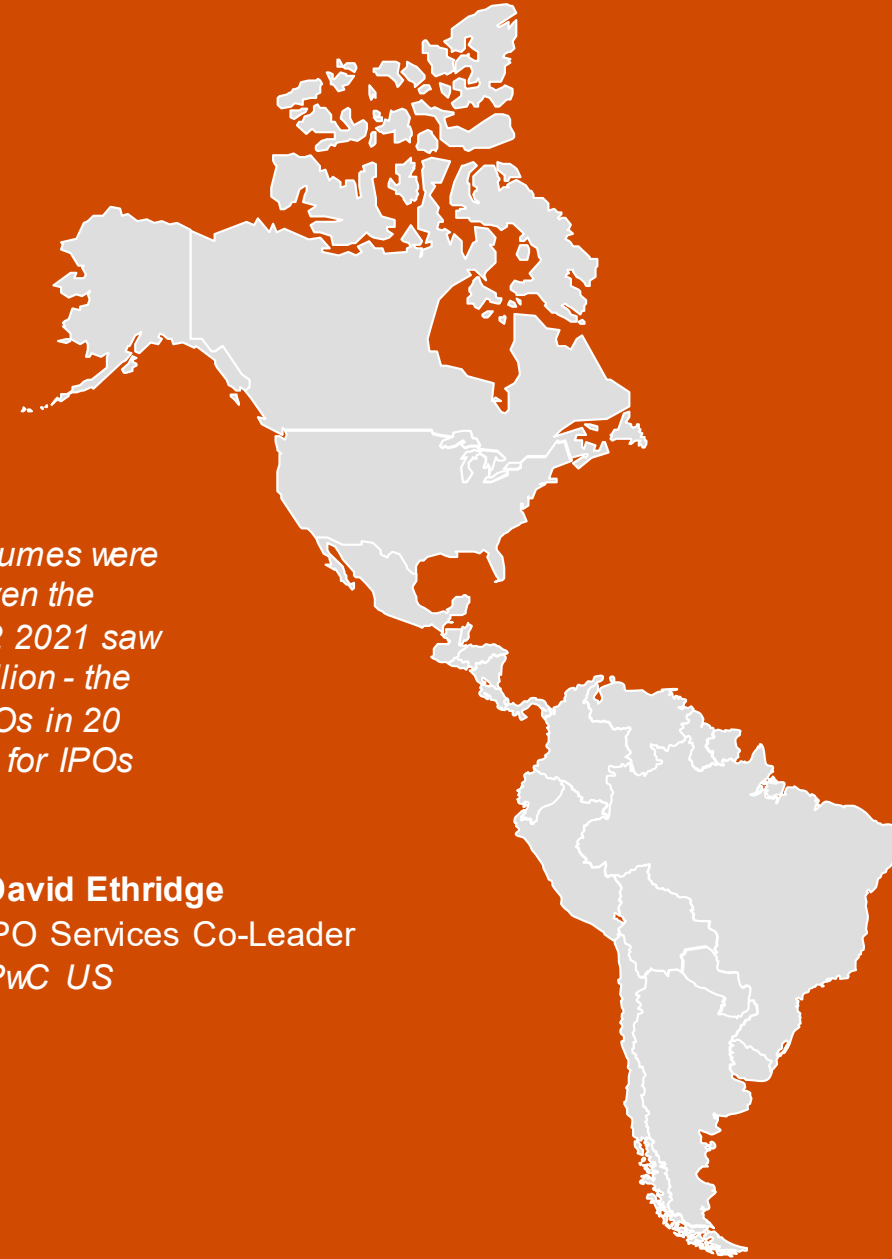 umes were
en the
2021 saw
lion - the
Os in 20
for IPOs
David Ethridge
PO Services Co-Leader
PwC US